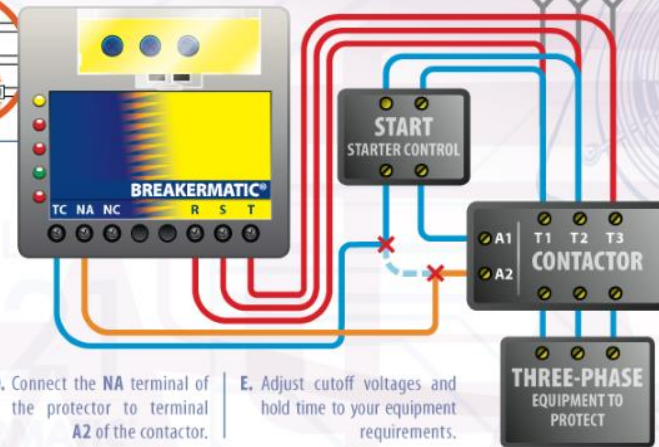 BREAKERMATIC®
TC NA NC R S T
START
STARTER CONTROL
A1 T1 T2 T3
CONTACTOR
A2
THREE-PHASE
EQUIPMENT TO
PROTECT
Connect the NA terminal of
the protector to terminal
A2 of the contactor.
E. Adjust cutoff voltages and
hold time to your equipment
requirements.